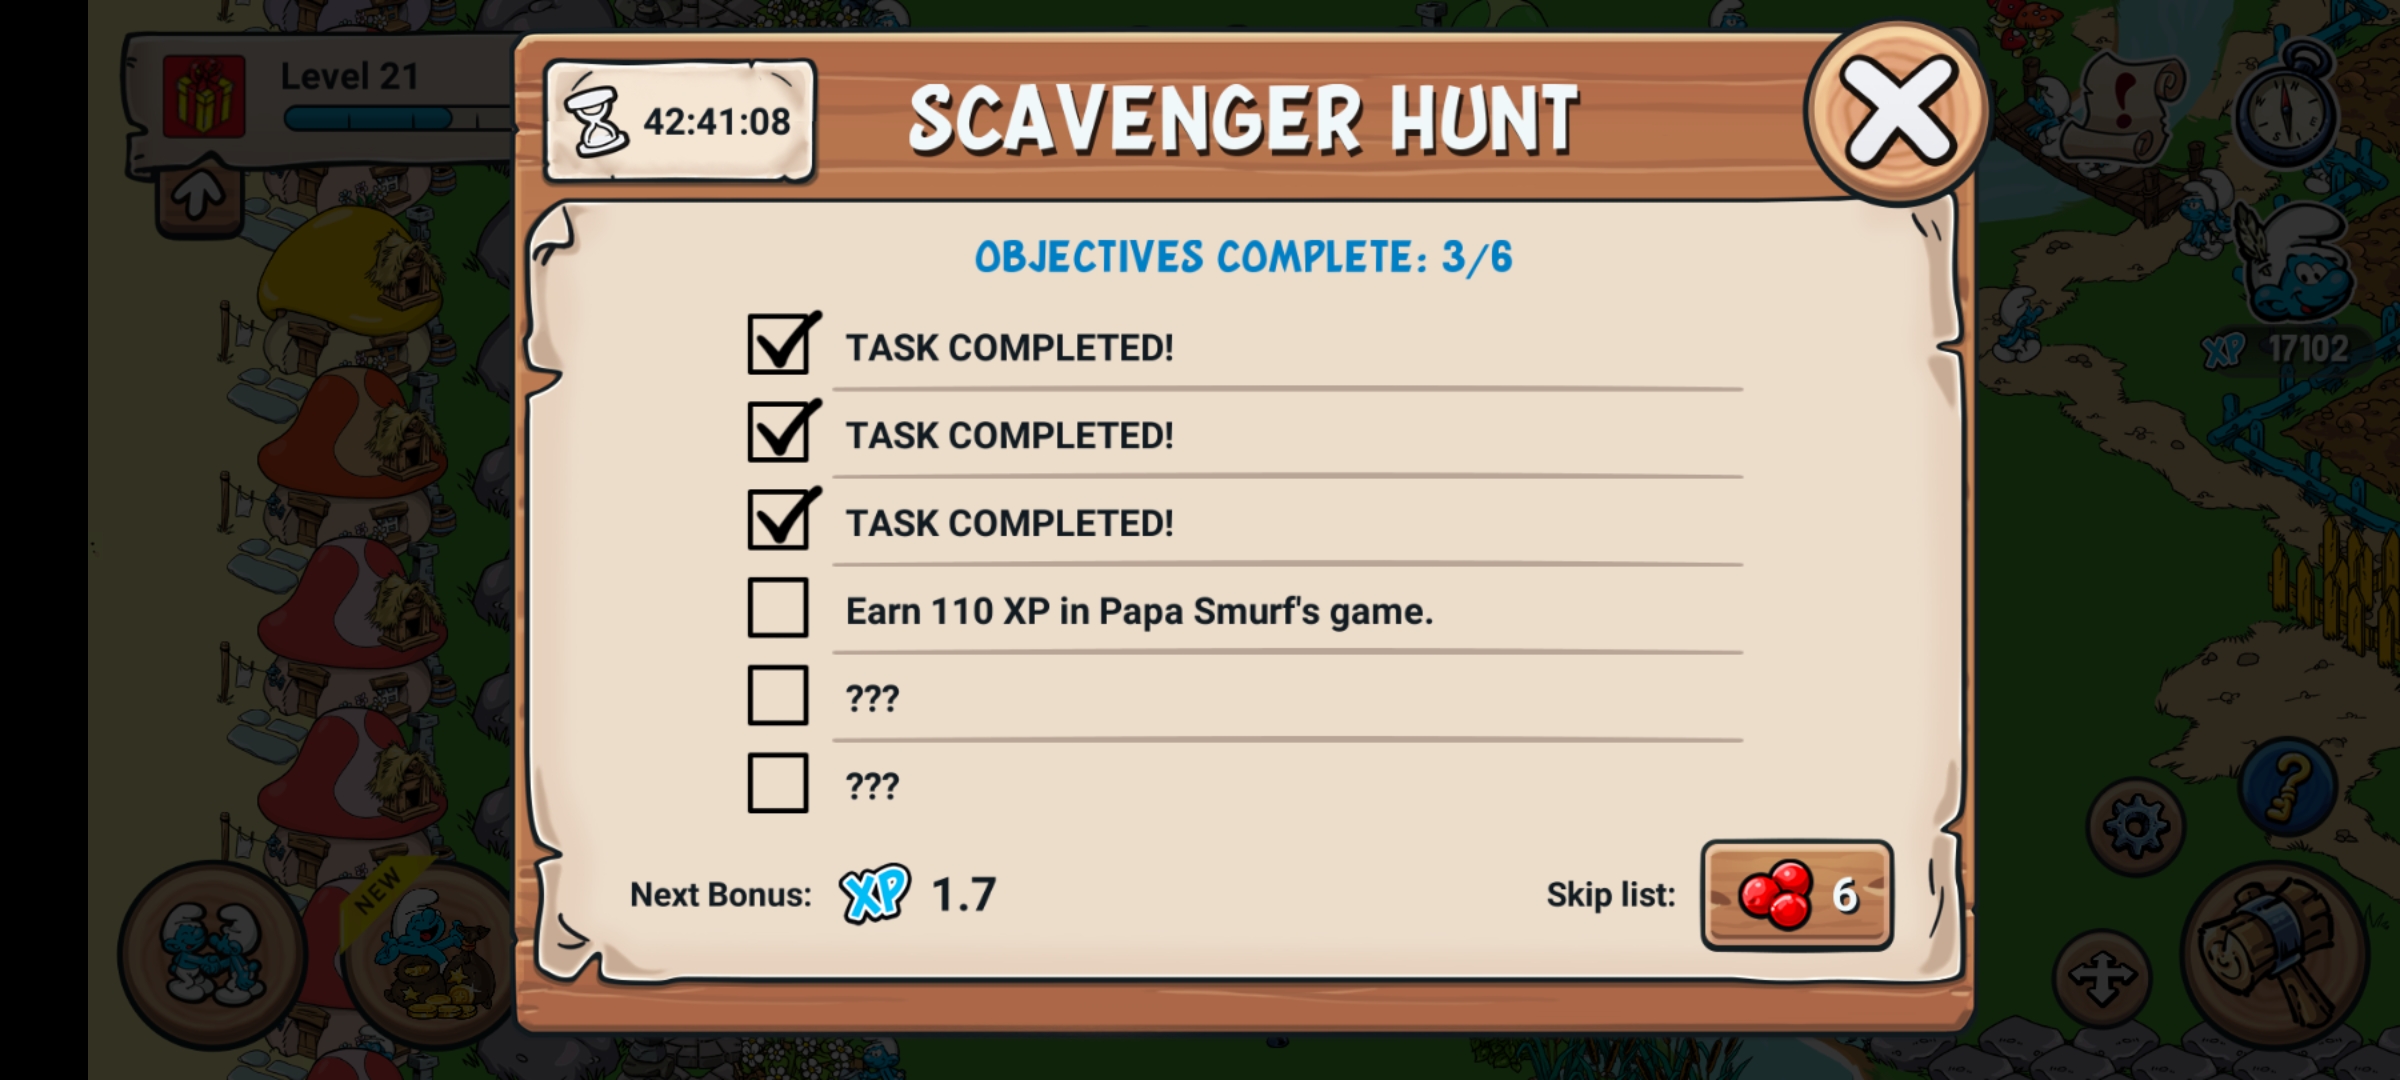 Level 21
42:41:08
SCAVENGER HUNT
OBJECTIVES COMPLETE: 3/6
TASK COMPLETED!
TASK COMPLETED!
TASK COMPLETED!
Earn 110 XP in Papa Smurf's game.
???
???
Next Bonus: XP 1.7
Skip list: 6
XP 17102
NEW